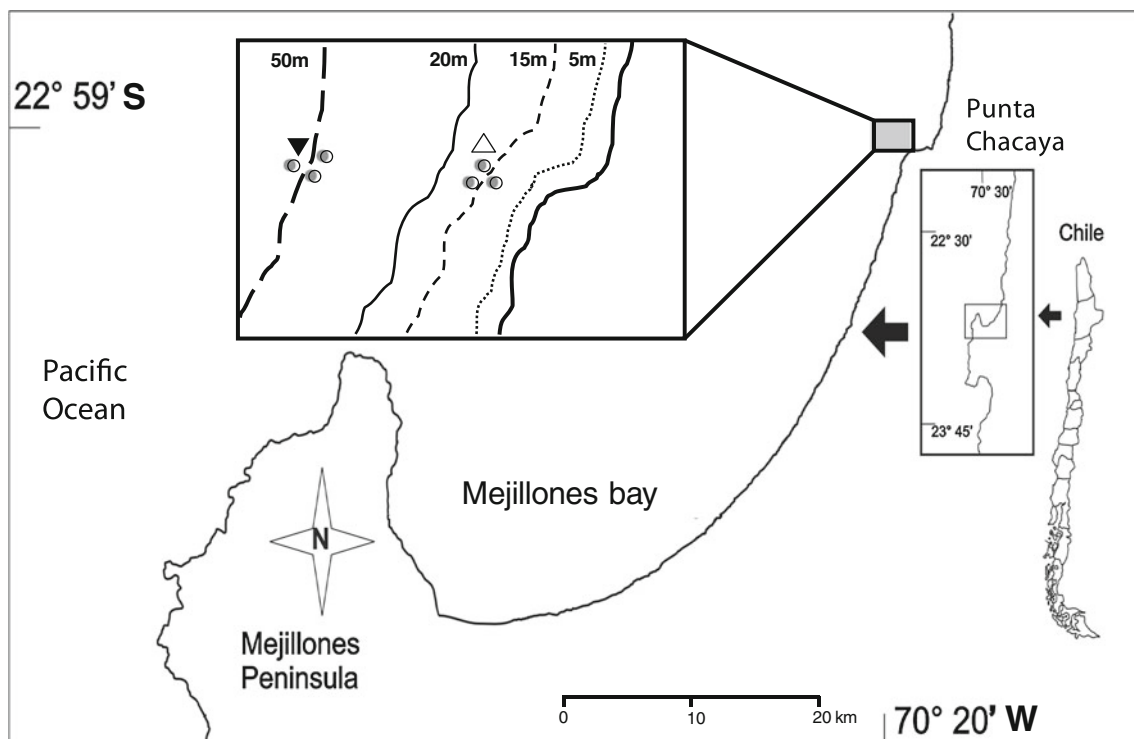 50m
20m
15m
5m
22° 59' S
Punta
Chacaya
70° 30'
22° 30'
Chile
23° 45'
Pacific
Ocean
Mejillones bay
N
Mejillones
Peninsula
0
10
20 km
70° 20' W